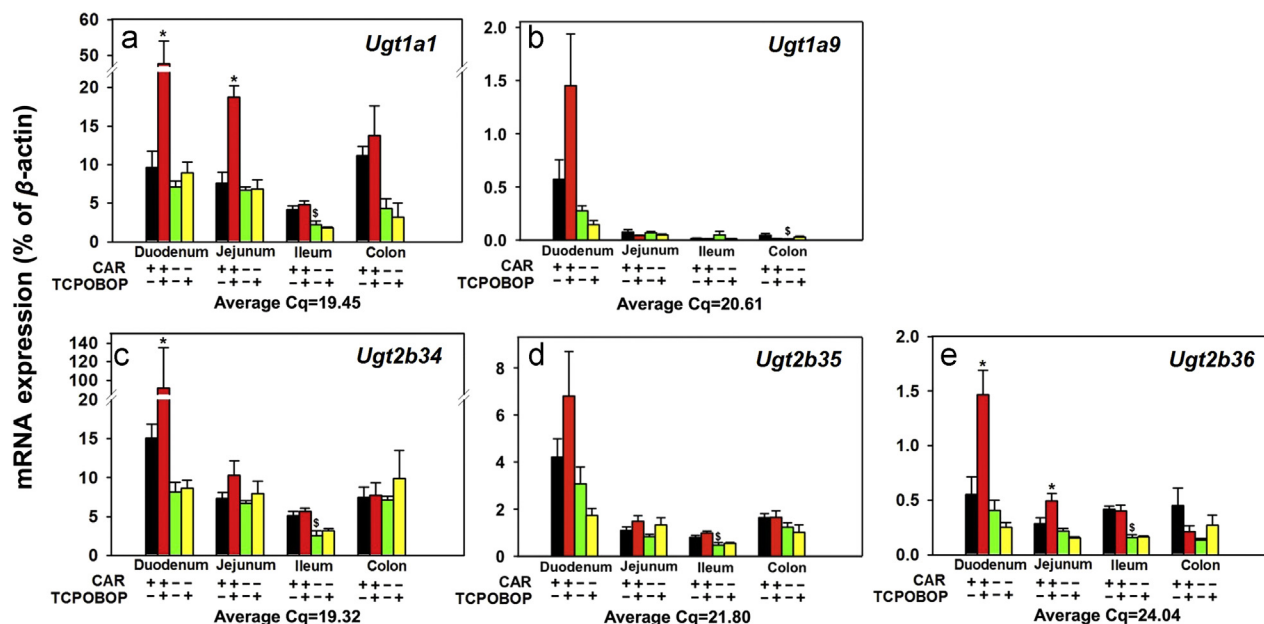 mRNA expression (% of β-actin)
a
Ugt1a1
60
50
20
15
10
5
0
*
*
$
Duodenum Jejunum Ileum Colon
CAR ++−− ++−− ++−− ++−−
TCPOBOP −+−+ −+−+ −+−+ −+−+
Average Cq=19.45
b
Ugt1a9
2.0
1.5
1.0
0.5
0.0
$
Duodenum Jejunum Ileum Colon
CAR ++−− ++−− ++−− ++−−
TCPOBOP −+−+ −+−+ −+−+ −+−+
Average Cq=20.61
c
Ugt2b34
140
120
100
80
20
15
10
5
0
*
$
Duodenum Jejunum Ileum Colon
CAR ++−− ++−− ++−− ++−−
TCPOBOP −+−+ −+−+ −+−+ −+−+
Average Cq=19.32
d
Ugt2b35
8
6
4
2
0
$
Duodenum Jejunum Ileum Colon
CAR ++−− ++−− ++−− ++−−
TCPOBOP −+−+ −+−+ −+−+ −+−+
Average Cq=21.80
e
Ugt2b36
2.0
1.5
1.0
0.5
0.0
*
*
$
Duodenum Jejunum Ileum Colon
CAR ++−− ++−− ++−− ++−−
TCPOBOP −+−+ −+−+ −+−+ −+−+
Average Cq=24.04